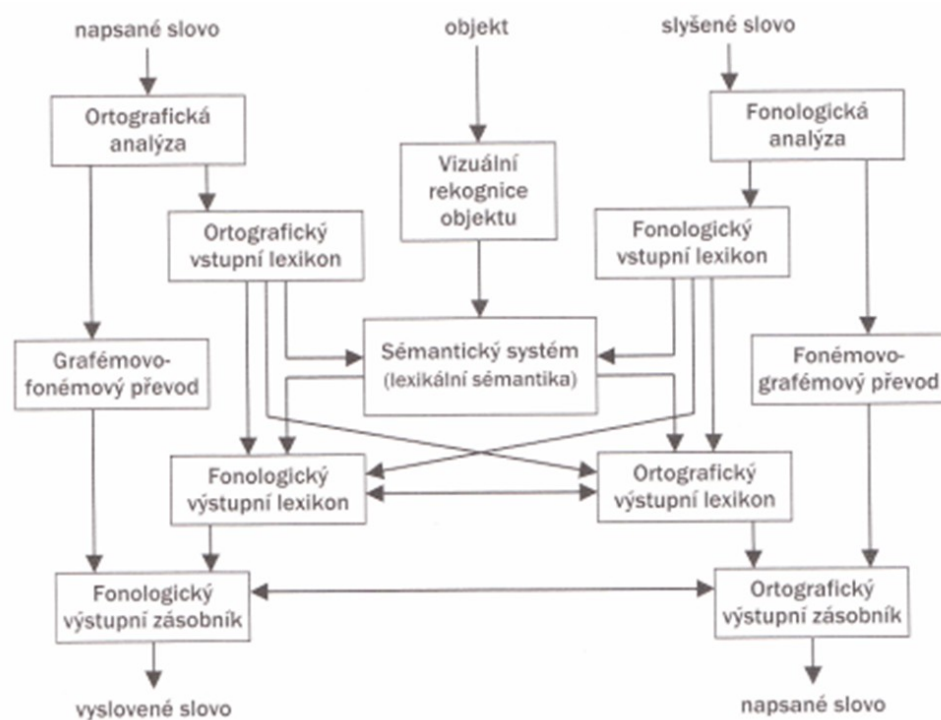 napsané slovo
objekt
slyšené slovo
Ortografická
analýza
Fonologická
analýza
Vizuální
rekognice
objektu
Ortografický
vstupní lexikon
Fonologický
vstupní lexikon
Grafémovo-
fonémový převod
Sémantický systém
(lexikální sémantika)
Fonémovo-
grafémový převod
Fonologický
výstupní lexikon
Ortografický
výstupní lexikon
Fonologický
výstupní zásobník
Ortografický
výstupní zásobník
vyslovené slovo
napsané slovo